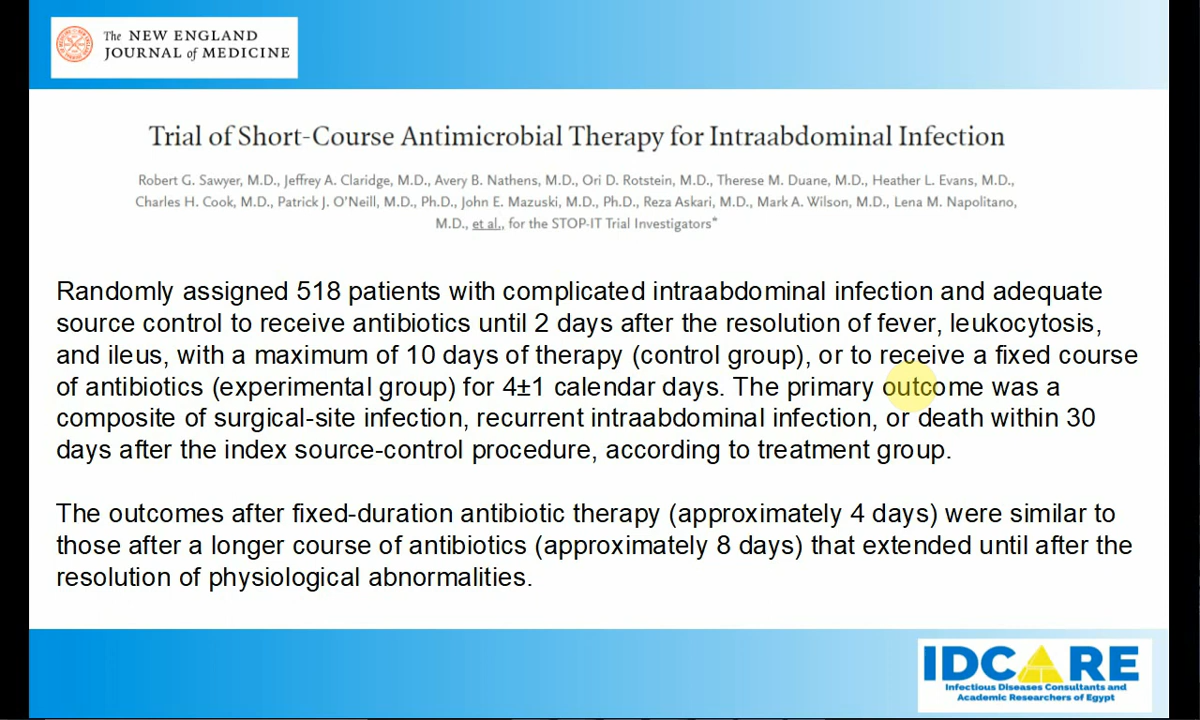 The NEW ENGLAND
JOURNAL of MEDICINE
Trial of Short-Course Antimicrobial Therapy for Intraabdominal Infection
Robert G. Sawyer, M.D., Jeffrey A. Claridge, M.D., Avery B. Nathens, M.D., Ori D. Rotstein, M.D., Therese M. Duane, M.D., Heather L. Evans, M.D.,
Charles H. Cook, M.D., Patrick J. O'Neill, M.D., Ph.D., John E. Mazuski, M.D., Ph.D., Reza Askari, M.D., Mark A. Wilson, M.D., Lena M. Napolitano,
M.D., et al., for the STOP-IT Trial Investigators*
Randomly assigned 518 patients with complicated intraabdominal infection and adequate
source control to receive antibiotics until 2 days after the resolution of fever, leukocytosis,
and ileus, with a maximum of 10 days of therapy (control group), or to receive a fixed course
of antibiotics (experimental group) for 4±1 calendar days. The primary outcome was a
composite of surgical-site infection, recurrent intraabdominal infection, or death within 30
days after the index source-control procedure, according to treatment group.
The outcomes after fixed-duration antibiotic therapy (approximately 4 days) were similar to
those after a longer course of antibiotics (approximately 8 days) that extended until after the
resolution of physiological abnormalities.
IDCARE
Infectious Diseases Consultants and
Academic Researchers of Egypt